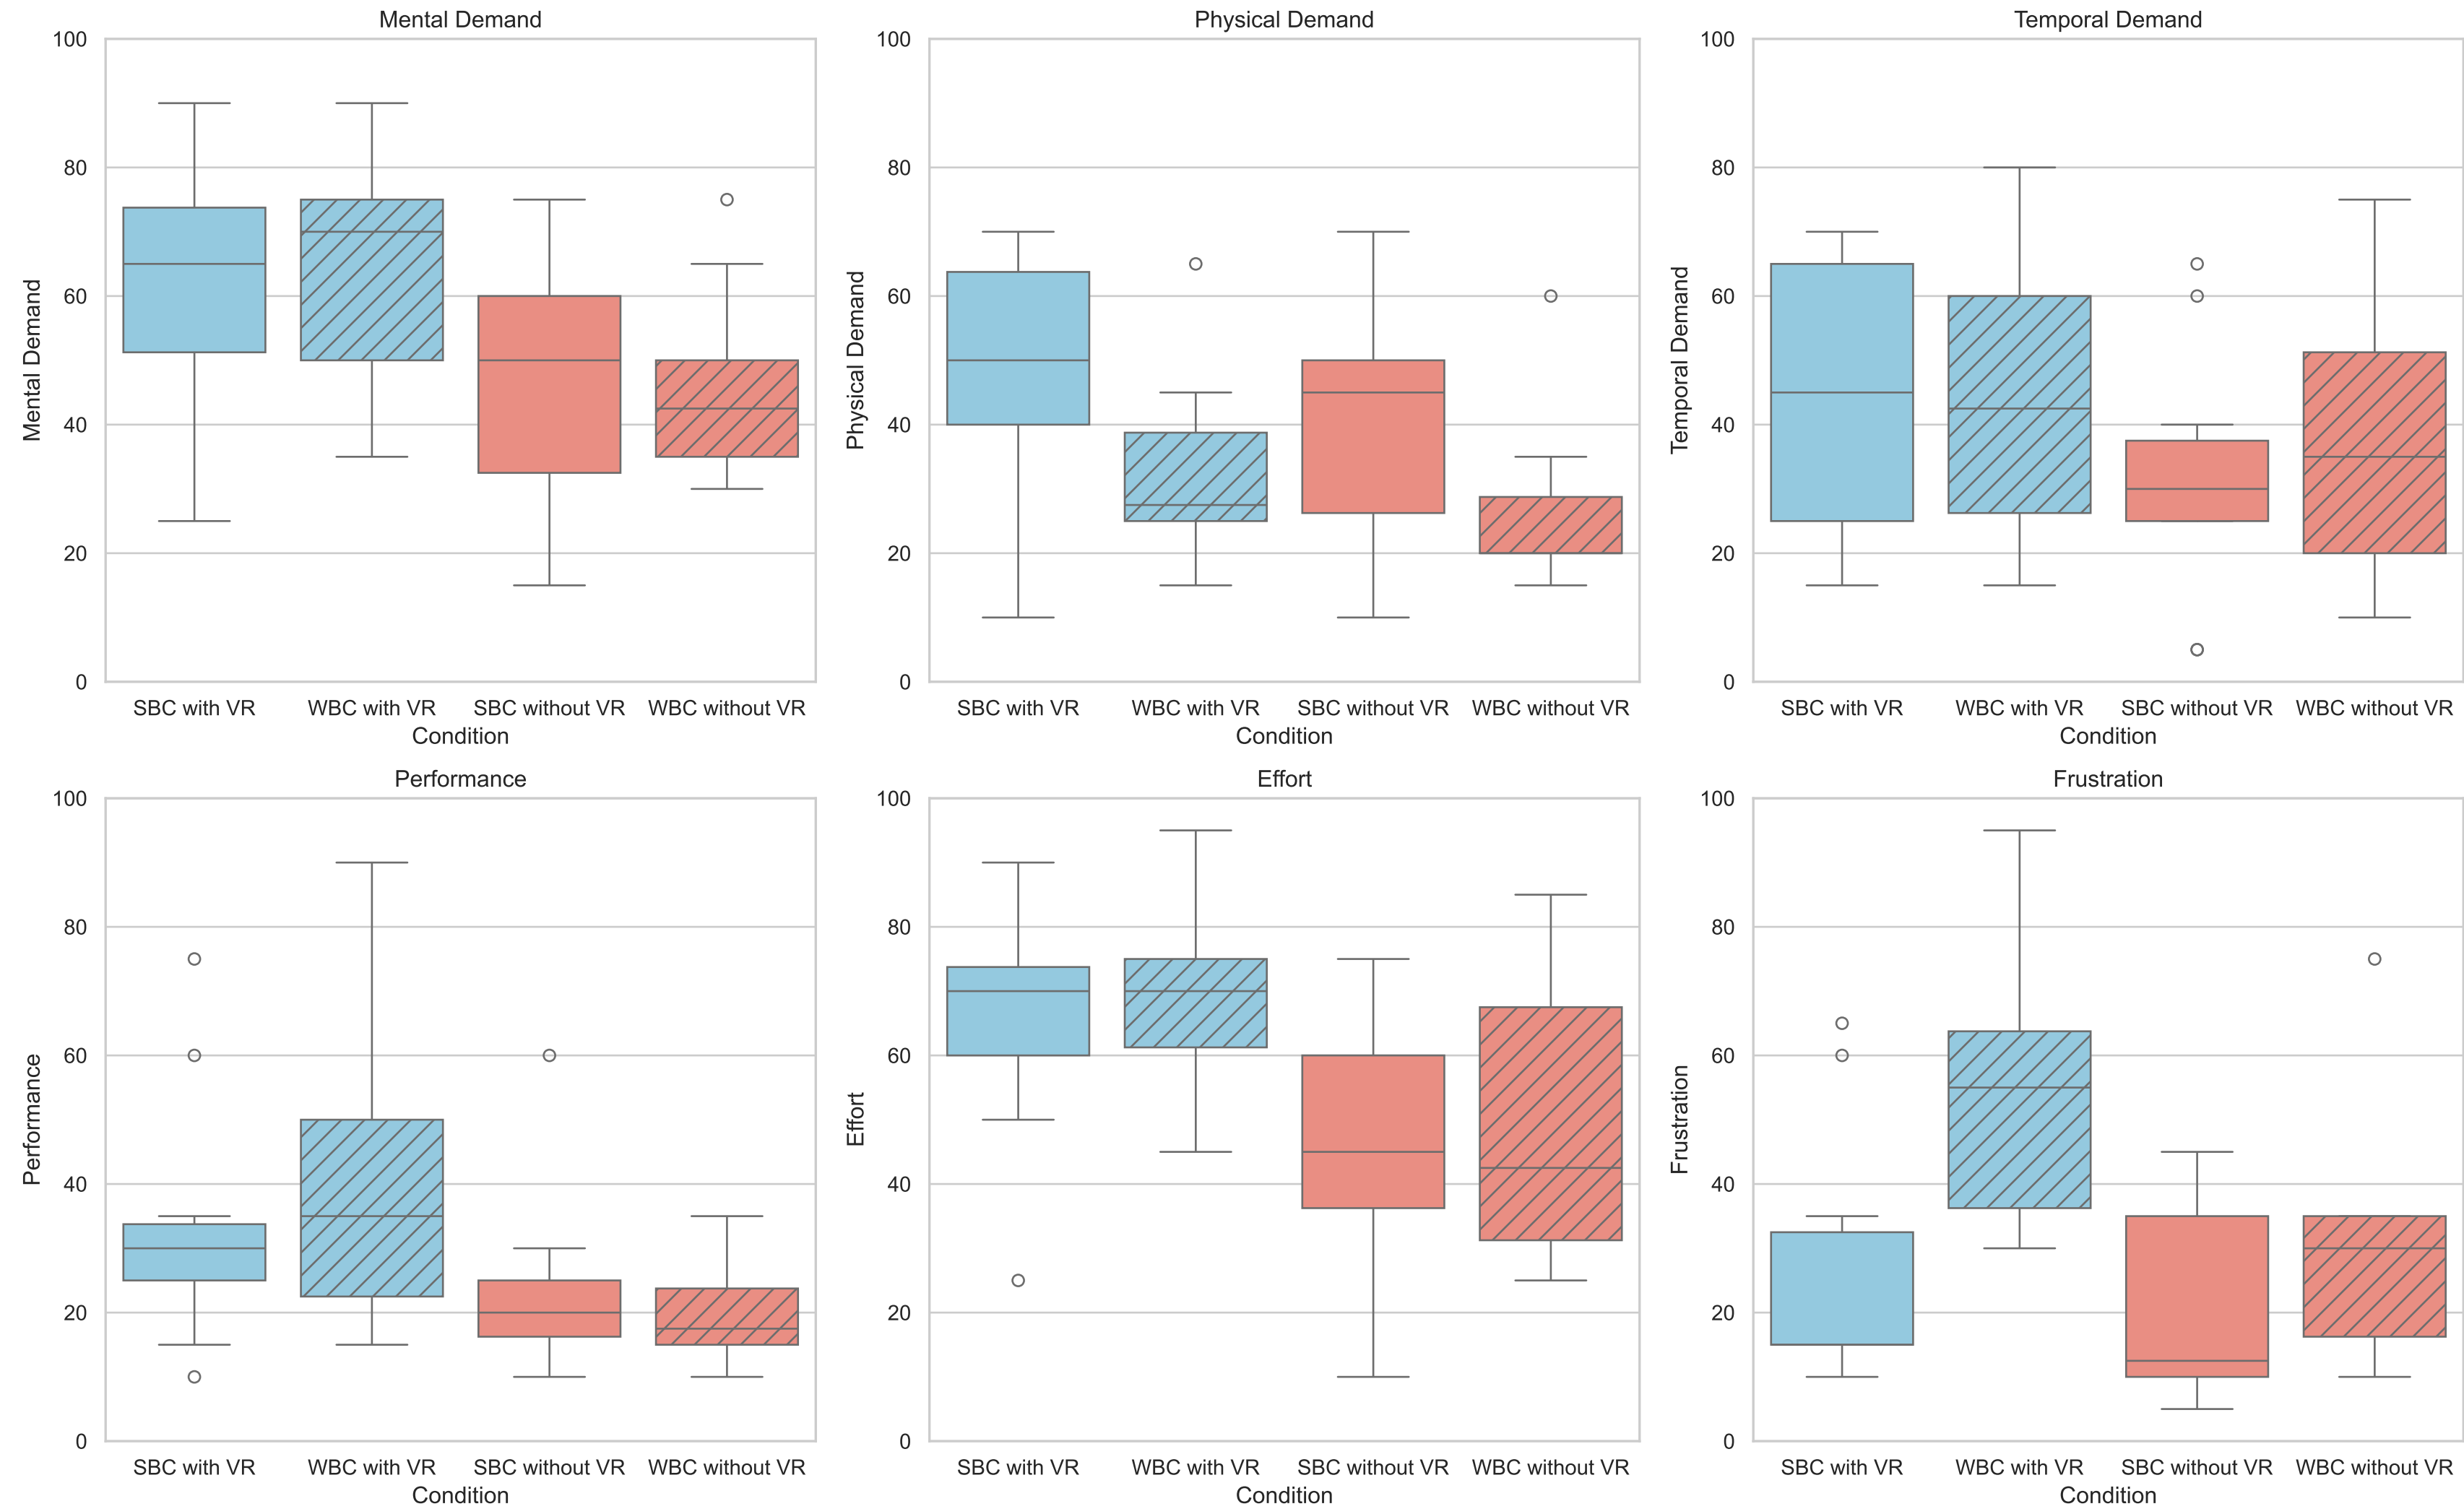 Mental Demand
Physical Demand
Temporal Demand
100
80
60
40
20
0
Mental Demand
SBC with VR
WBC with VR
SBC without VR
WBC without VR
Condition
100
80
60
40
20
0
Physical Demand
SBC with VR
WBC with VR
SBC without VR
WBC without VR
Condition
100
80
60
40
20
0
Temporal Demand
SBC with VR
WBC with VR
SBC without VR
WBC without VR
Condition
Performance
Effort
Frustration
100
80
60
40
20
0
Performance
SBC with VR
WBC with VR
SBC without VR
WBC without VR
Condition
100
80
60
40
20
0
Effort
SBC with VR
WBC with VR
SBC without VR
WBC without VR
Condition
100
80
60
40
20
0
Frustration
SBC with VR
WBC with VR
SBC without VR
WBC without VR
Condition